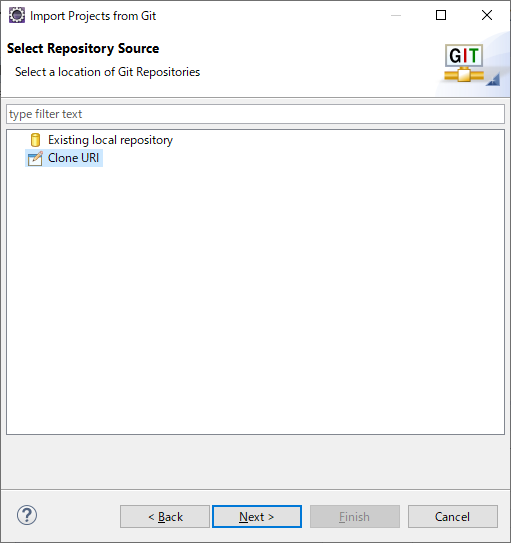 Import Projects from Git
Select Repository Source
Select a location of Git Repositories
GIT
type filter text
Existing local repository
Clone URI
?
< Back
Next >
Finish
Cancel